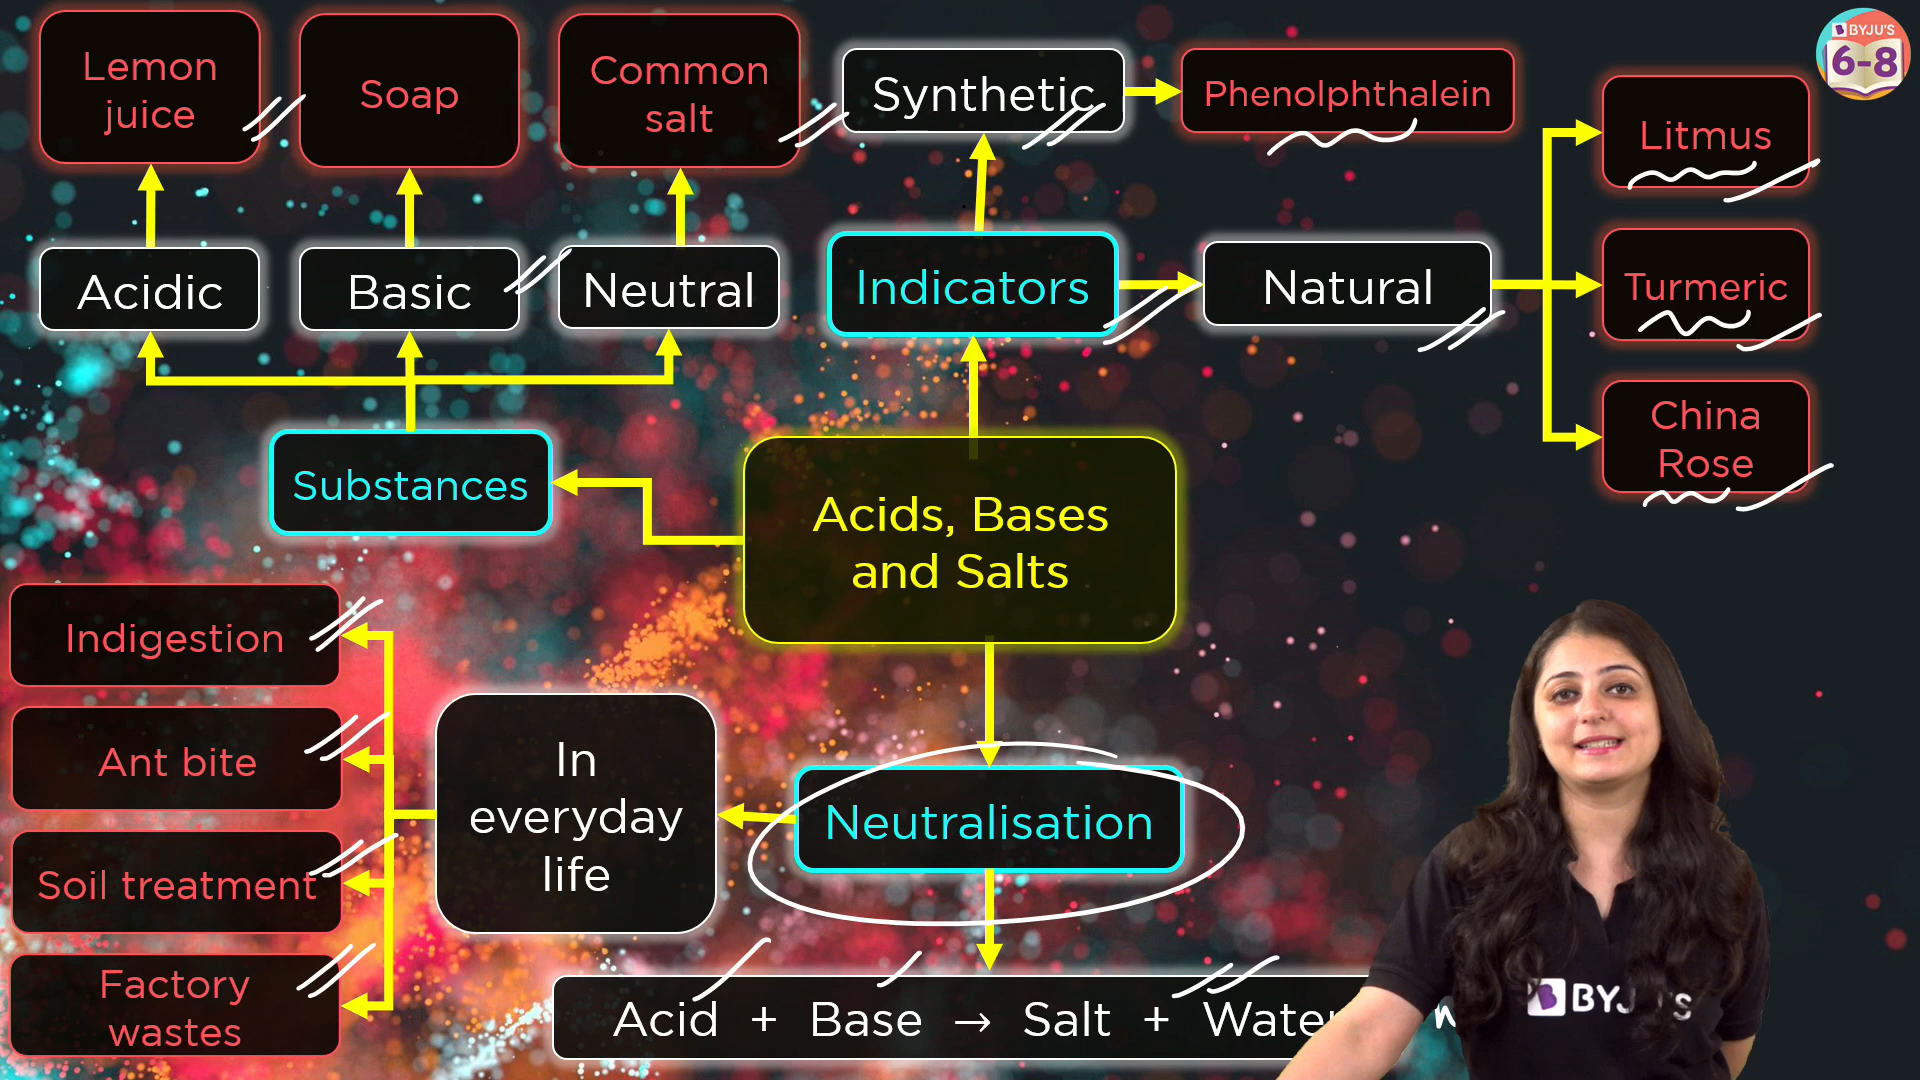 Lemon
juice
Soap
Common
salt
Synthetic
Phenolphthalein
BYJU'S
6-8
Litmus
Acidic
Basic
Neutral
Indicators
Natural
Turmeric
China
Rose
Substances
Acids, Bases
and Salts
Indigestion
Ant bite
Soil treatment
Factory
wastes
In
everyday
life
Neutralisation
Acid + Base → Salt + Water
BYJU'S